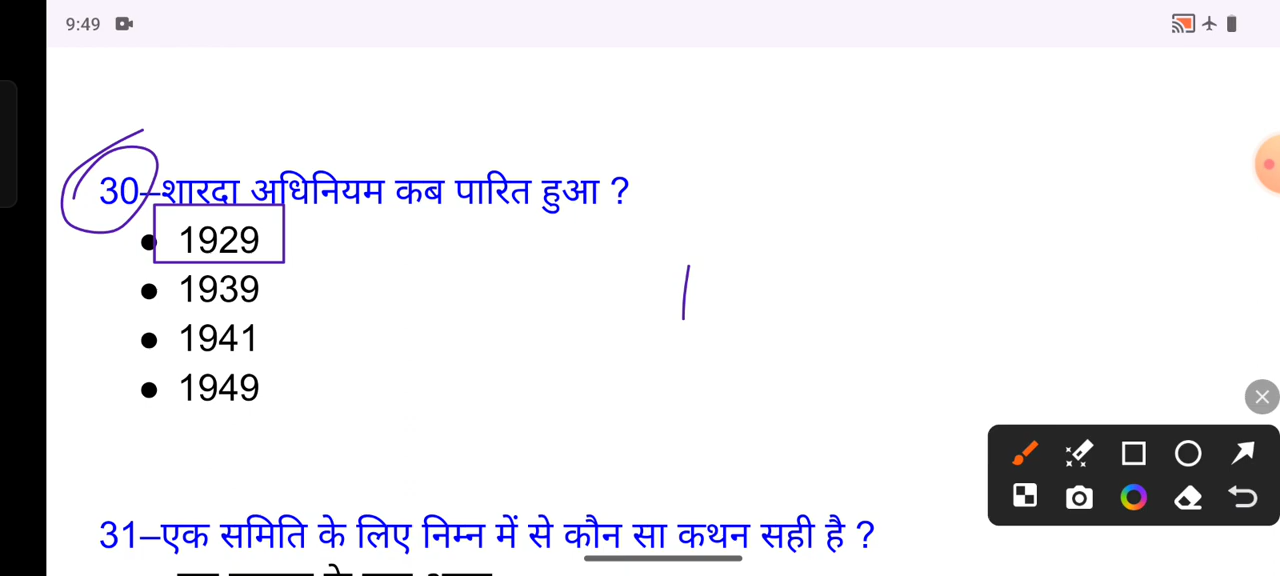 9:49
30–शारदा अधिनियम कब पारित हुआ ?
● 1929
● 1939
● 1941
● 1949
31–एक समिति के लिए निम्न में से कौन सा कथन सही है ?